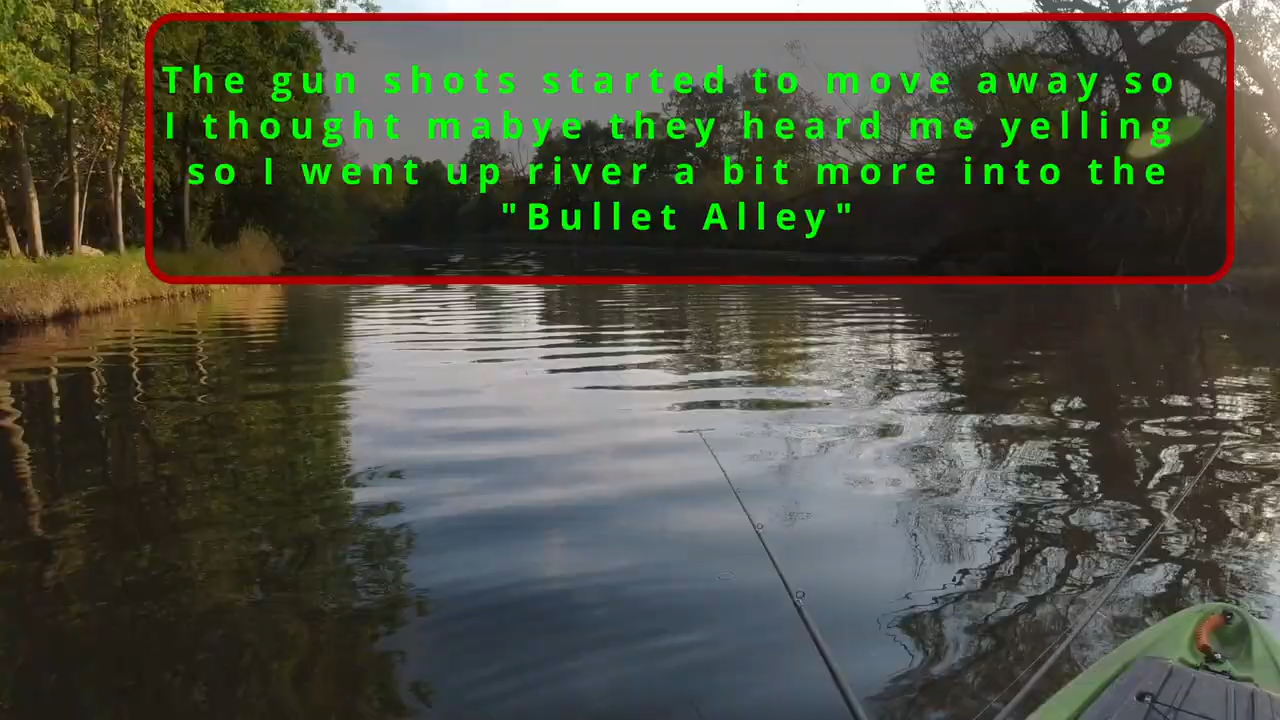 The gun shots started to move away so
I thought mabye they heard me yelling
so I went up river a bit more into the
"Bullet Alley"